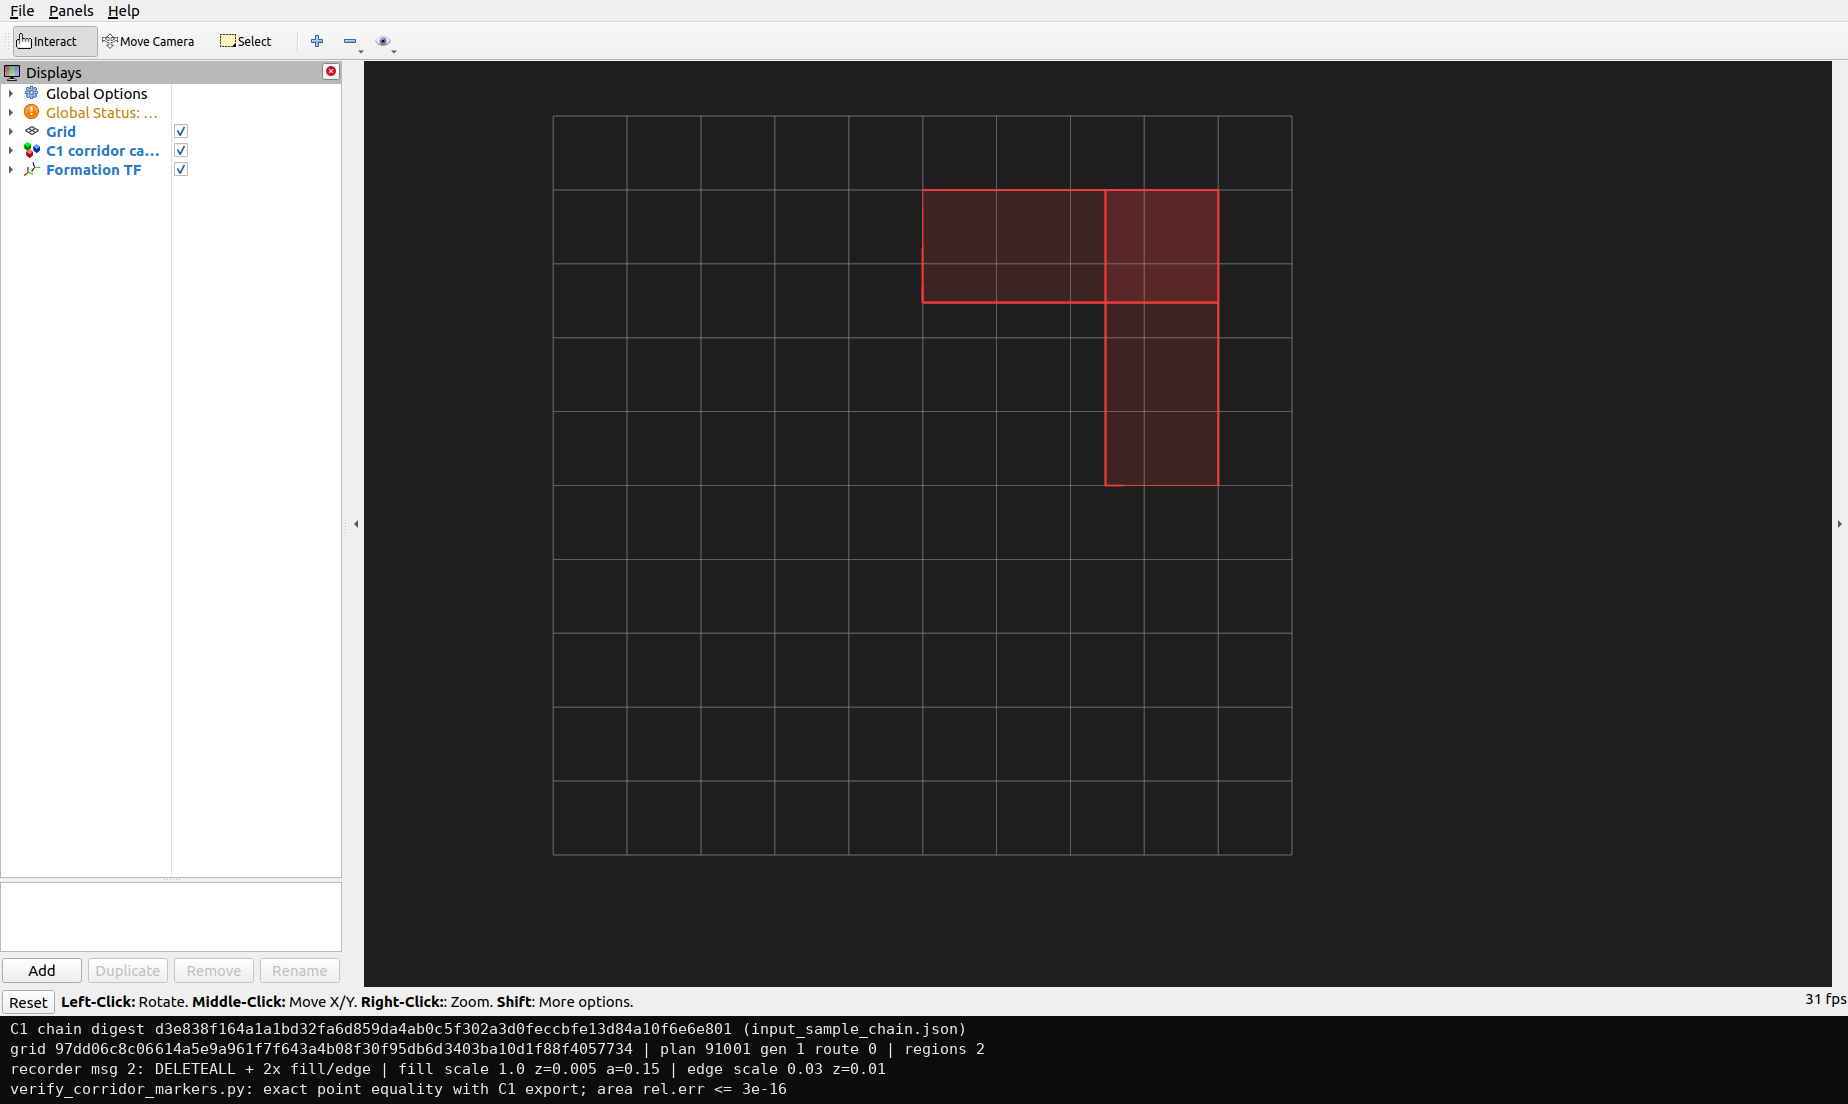 File Panels Help
Interact Move Camera Select
Displays
Global Options
Global Status: ...
Grid
C1 corridor ca...
Formation TF
Add Duplicate Remove Rename
Reset Left-Click: Rotate. Middle-Click: Move X/Y. Right-Click:: Zoom. Shift: More options. 31 fps
C1 chain digest d3e838f164a1a1bd32fa6d859da4ab0c5f302a3d0feccbfe13d84a10f6e6e801 (input_sample_chain.json)
grid 97dd06c8c06614a5e9a961f7f643a4b08f30f95db6d3403ba10d1f88f4057734 | plan 91001 gen 1 route 0 | regions 2
recorder msg 2: DELETEALL + 2x fill/edge | fill scale 1.0 z=0.005 a=0.15 | edge scale 0.03 z=0.01
verify_corridor_markers.py: exact point equality with C1 export; area rel.err <= 3e-16